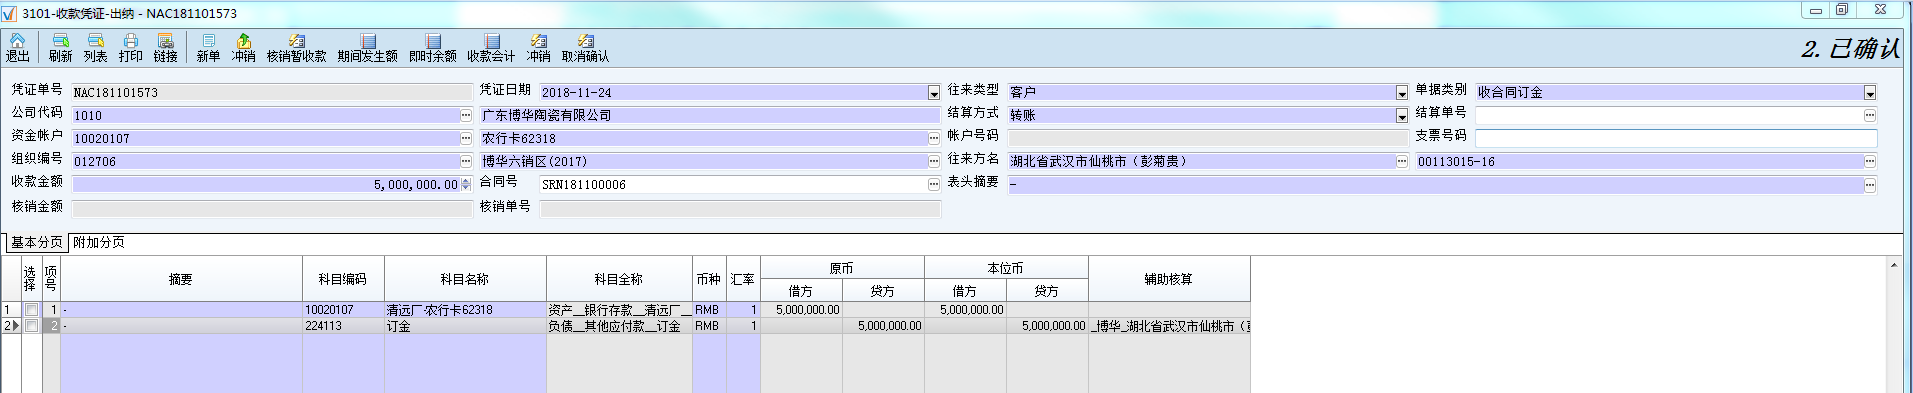 3101-收款凭证-出纳 - NAC181101573
退出 刷新 列表 打印 链接 新单 冲销 核销暂收款 期间发生额 即时余额 收款会计 冲销 取消确认 2.已确认
凭证单号 NAC181101573 凭证日期 2018-11-24 往来类型 客户 单据类别 收合同订金
公司代码 1010 广东博华陶瓷有限公司 结算方式 转账 结算单号
资金帐户 10020107 农行卡62318 帐户号码 支票号码
组织编号 012706 博华六销区(2017) 往来方名 湖北省武汉市仙桃市（彭菊贵） 00113015-16
收款金额 5,000,000.00 合同号 SRN181100006 表头摘要 -
核销金额 核销单号
基本分页 附加分页
选择 项号 摘要 科目编码 科目名称 科目全称 币种 汇率 原币 本位币 辅助核算
借方 贷方 借方 贷方
1 1 - 10020107 清远厂-农行卡62318 资产__银行存款__清远厂__ RMB 1 5,000,000.00 5,000,000.00
2 2 - 224113 订金 负债__其他应付款__订金 RMB 1 5,000,000.00 5,000,000.00 _博华_湖北省武汉市仙桃市（